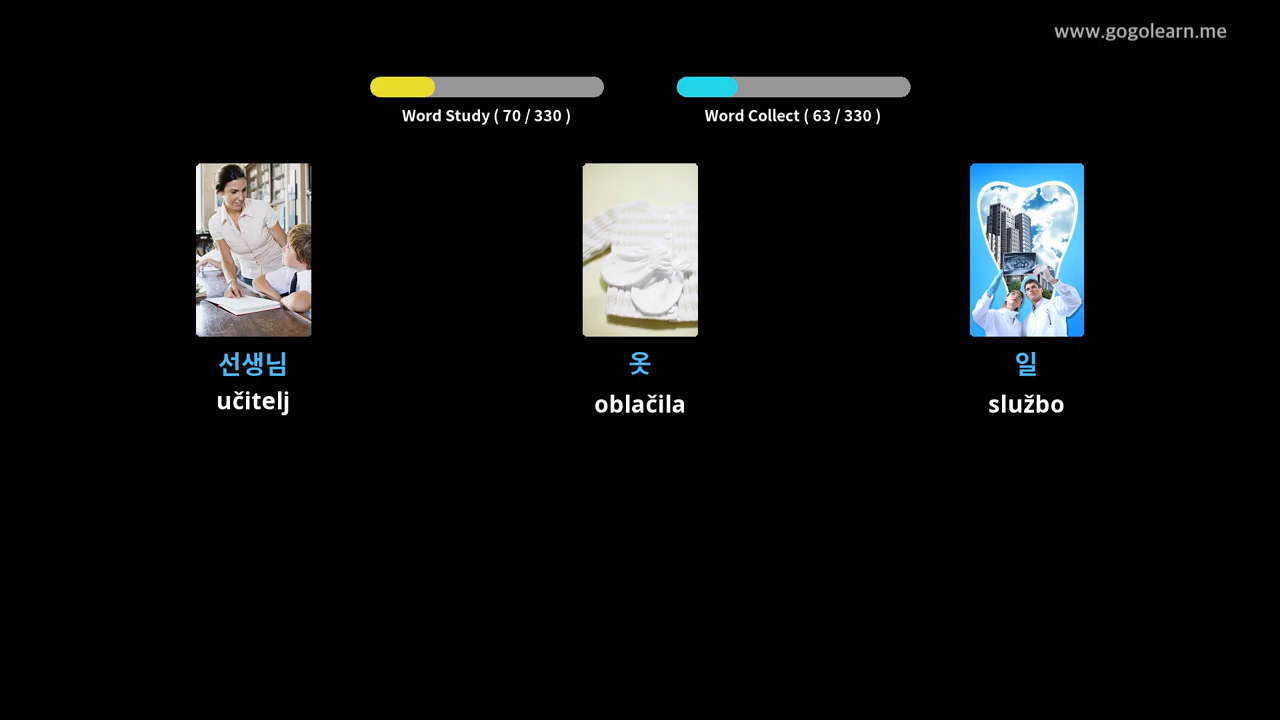 www.gogolearn.me
Word Study ( 70 / 330 )
Word Collect ( 63 / 330 )
선생님
učitelj
옷
oblačila
일
službo